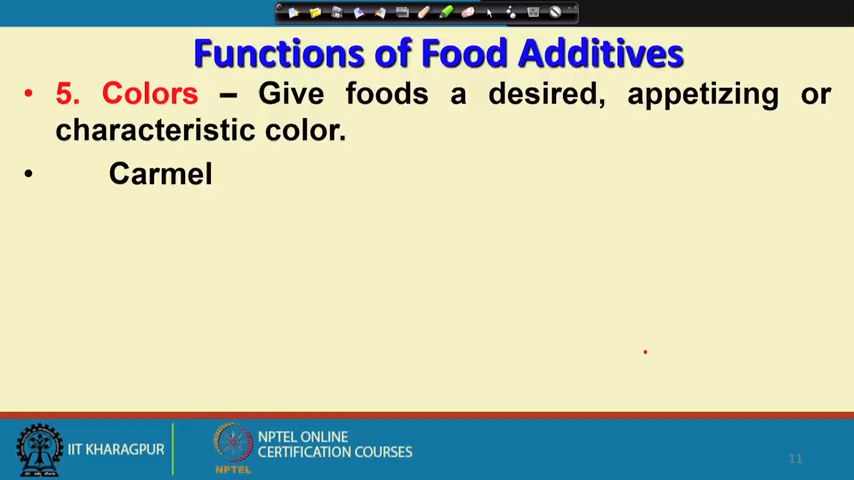 Functions of Food Additives
• 5. Colors – Give foods a desired, appetizing or
characteristic color.
• Carmel
IIT KHARAGPUR
NPTEL
NPTEL ONLINE
CERTIFICATION COURSES
11